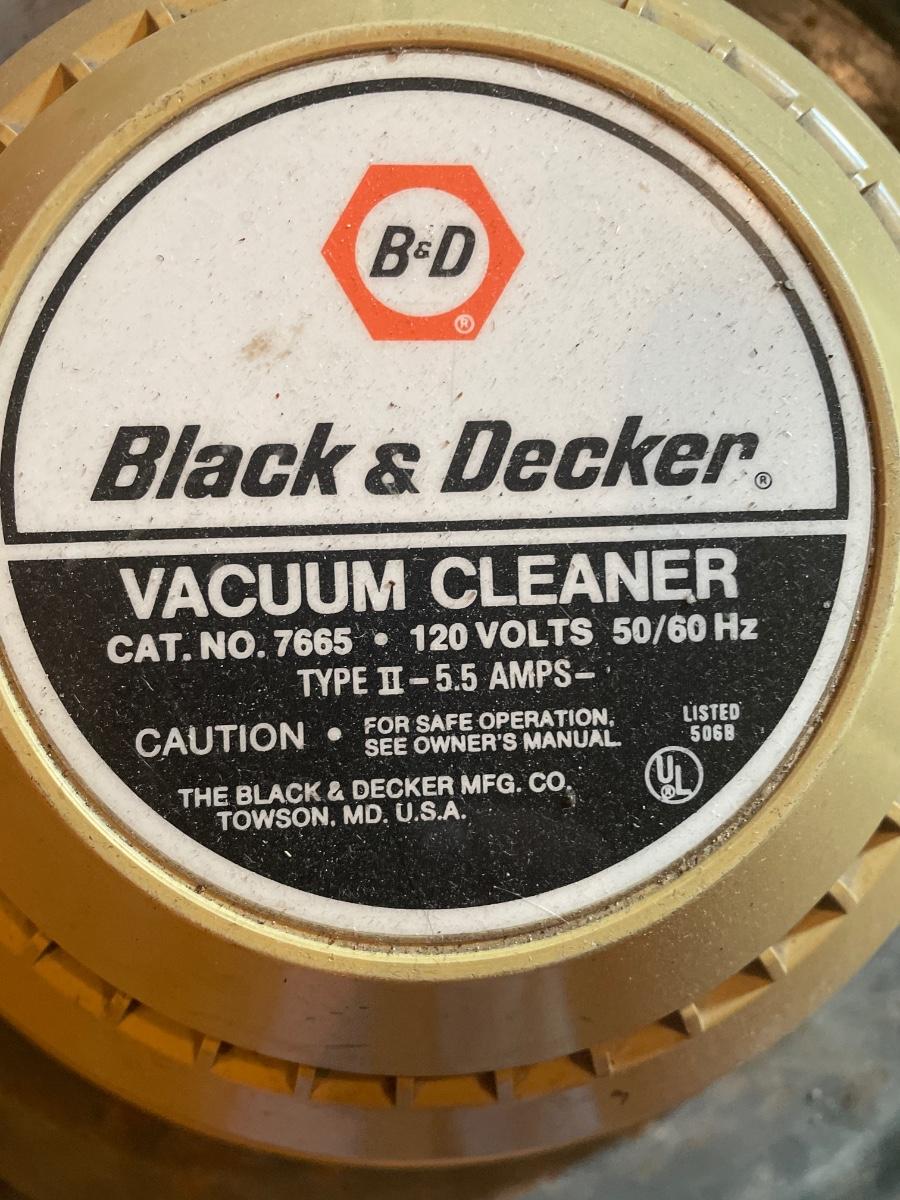 B&D
®
Black & Decker®
VACUUM CLEANER
CAT. NO. 7665 • 120 VOLTS 50/60 Hz
TYPE II – 5.5 AMPS –
CAUTION • FOR SAFE OPERATION,
SEE OWNER'S MANUAL.
LISTED
506B
UL®
THE BLACK & DECKER MFG. CO.
TOWSON, MD. U.S.A.